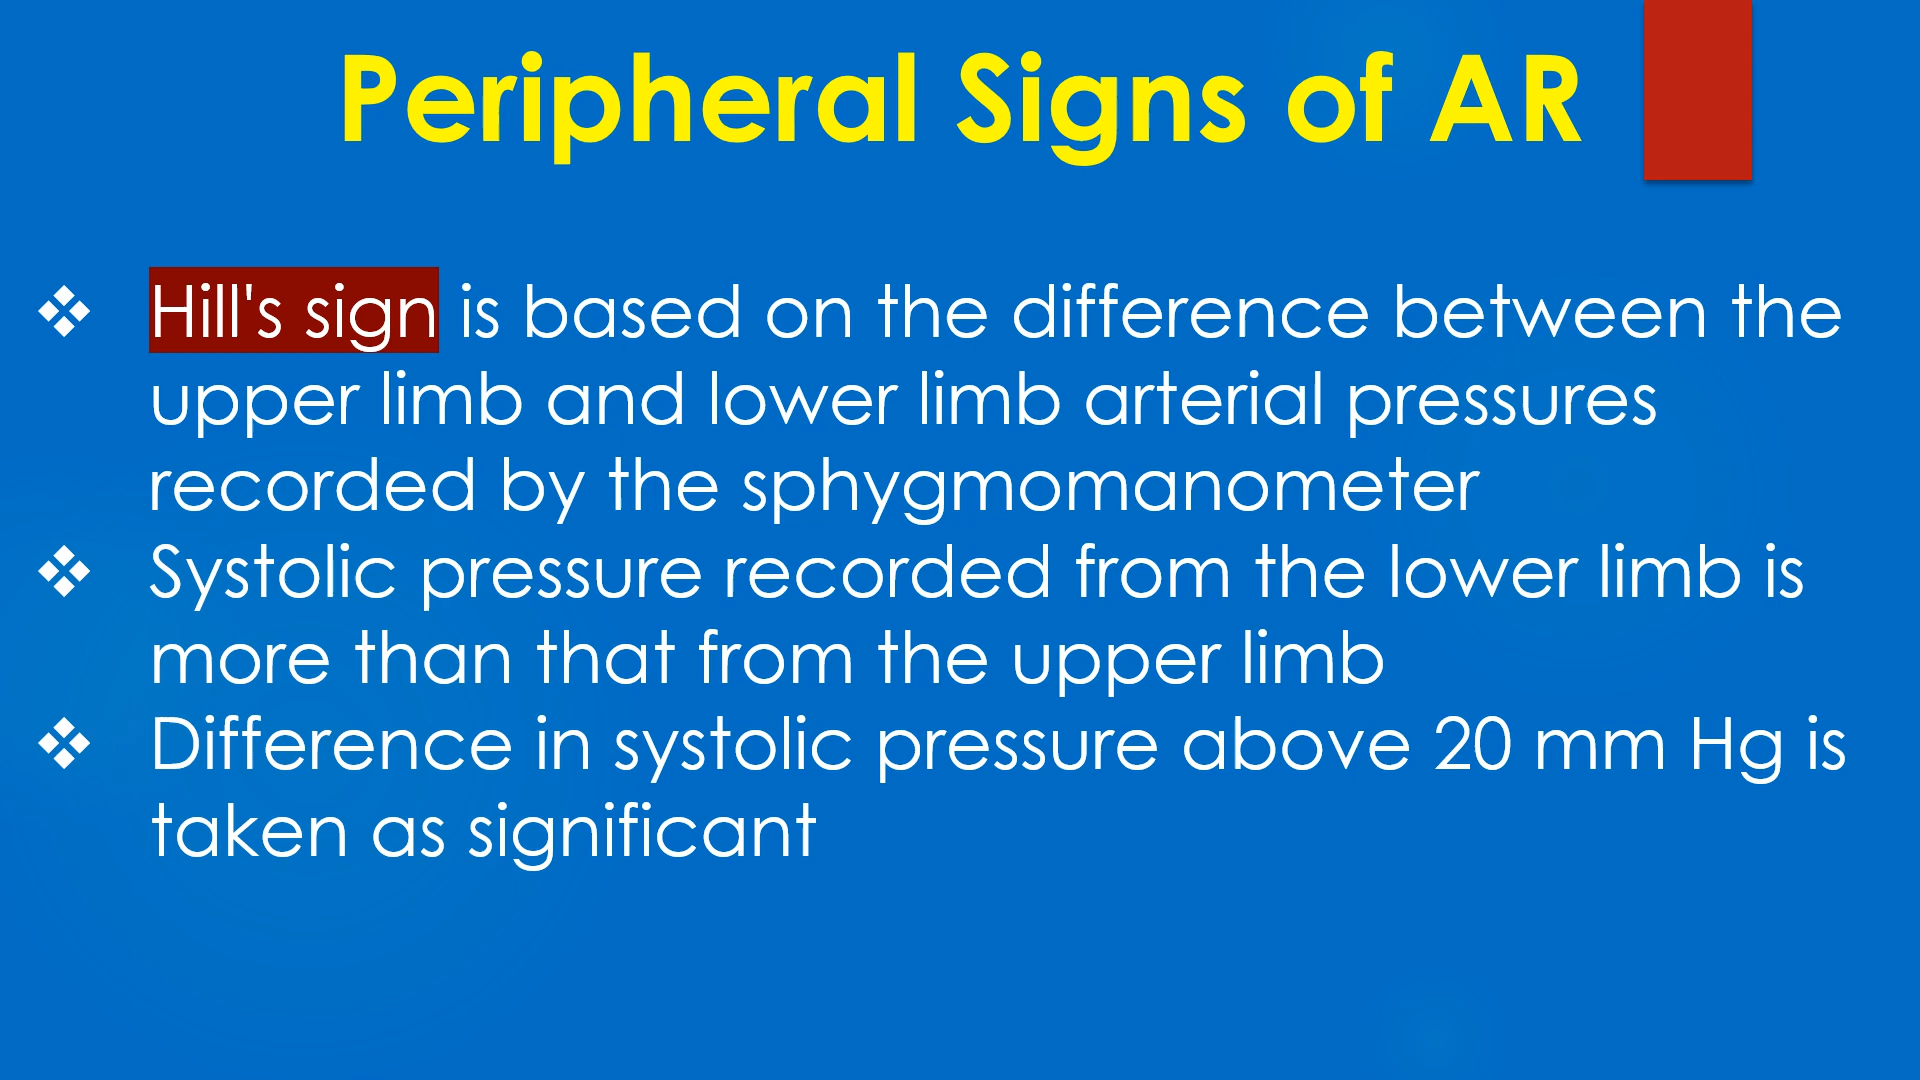 Peripheral Signs of AR
❖ Hill's sign is based on the difference between the
upper limb and lower limb arterial pressures
recorded by the sphygmomanometer
❖ Systolic pressure recorded from the lower limb is
more than that from the upper limb
❖ Difference in systolic pressure above 20 mm Hg is
taken as significant